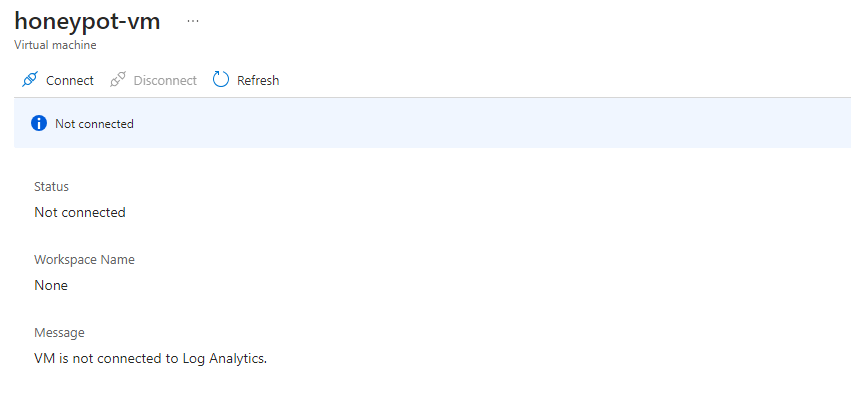 honeypot-vm ...
Virtual machine
Connect Disconnect Refresh
Not connected
Status
Not connected
Workspace Name
None
Message
VM is not connected to Log Analytics.